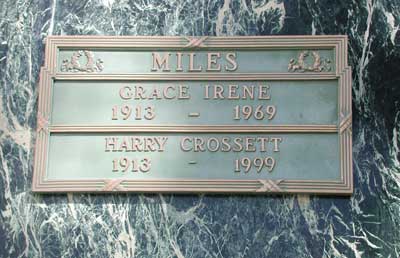 MILES
GRACE IRENE
1913 – 1969
HARRY CROSSETT
1913 – 1999